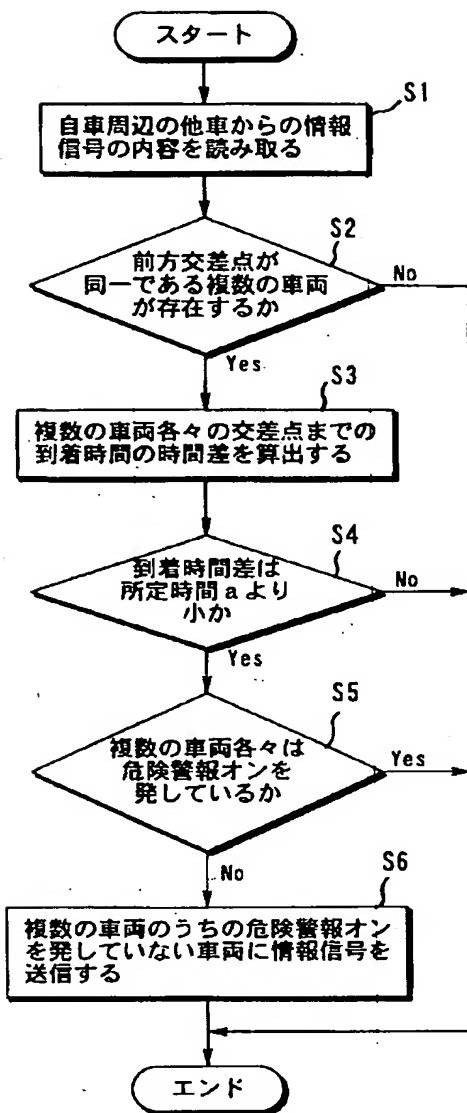 スタート
S1
自車周辺の他車からの情報
信号の内容を読み取る
S2
前方交差点が
同一である複数の車両
が存在するか
No
Yes
S3
複数の車両各々の交差点までの
到着時間の時間差を算出する
S4
到着時間差は
所定時間aより
小か
No
Yes
S5
複数の車両各々は
危険警報オンを
発しているか
Yes
No
S6
複数の車両のうちの危険警報オン
を発していない車両に情報信号を
送信する
エンド